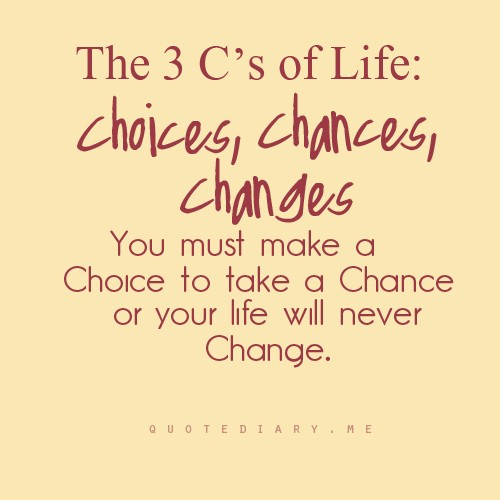 The 3 C’s of Life:
choices, chances,
changes
You must make a
Choice to take a Chance
or your life will never
Change.
QUOTEDIARY.ME